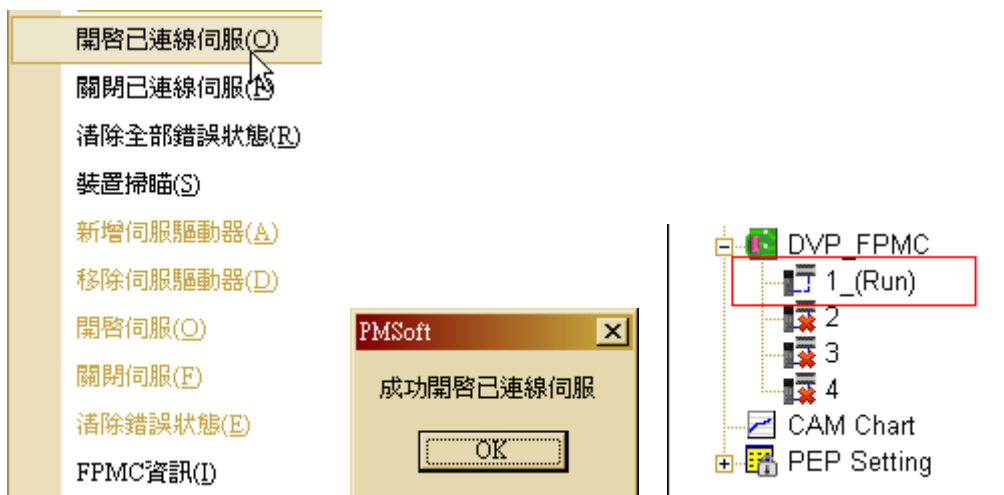 開啓已連線伺服(O)
關閉已連線伺服(A)
清除全部錯誤狀態(R)
裝置掃瞄(S)
新增伺服驅動器(A)
移除伺服驅動器(D)
開啓伺服(O)
關閉伺服(F)
清除錯誤狀態(E)
FPMC資訊(I)
PMSoft
成功開啓已連線伺服
OK
DVP_FPMC
1_(Run)
2
3
4
CAM Chart
PEP Setting